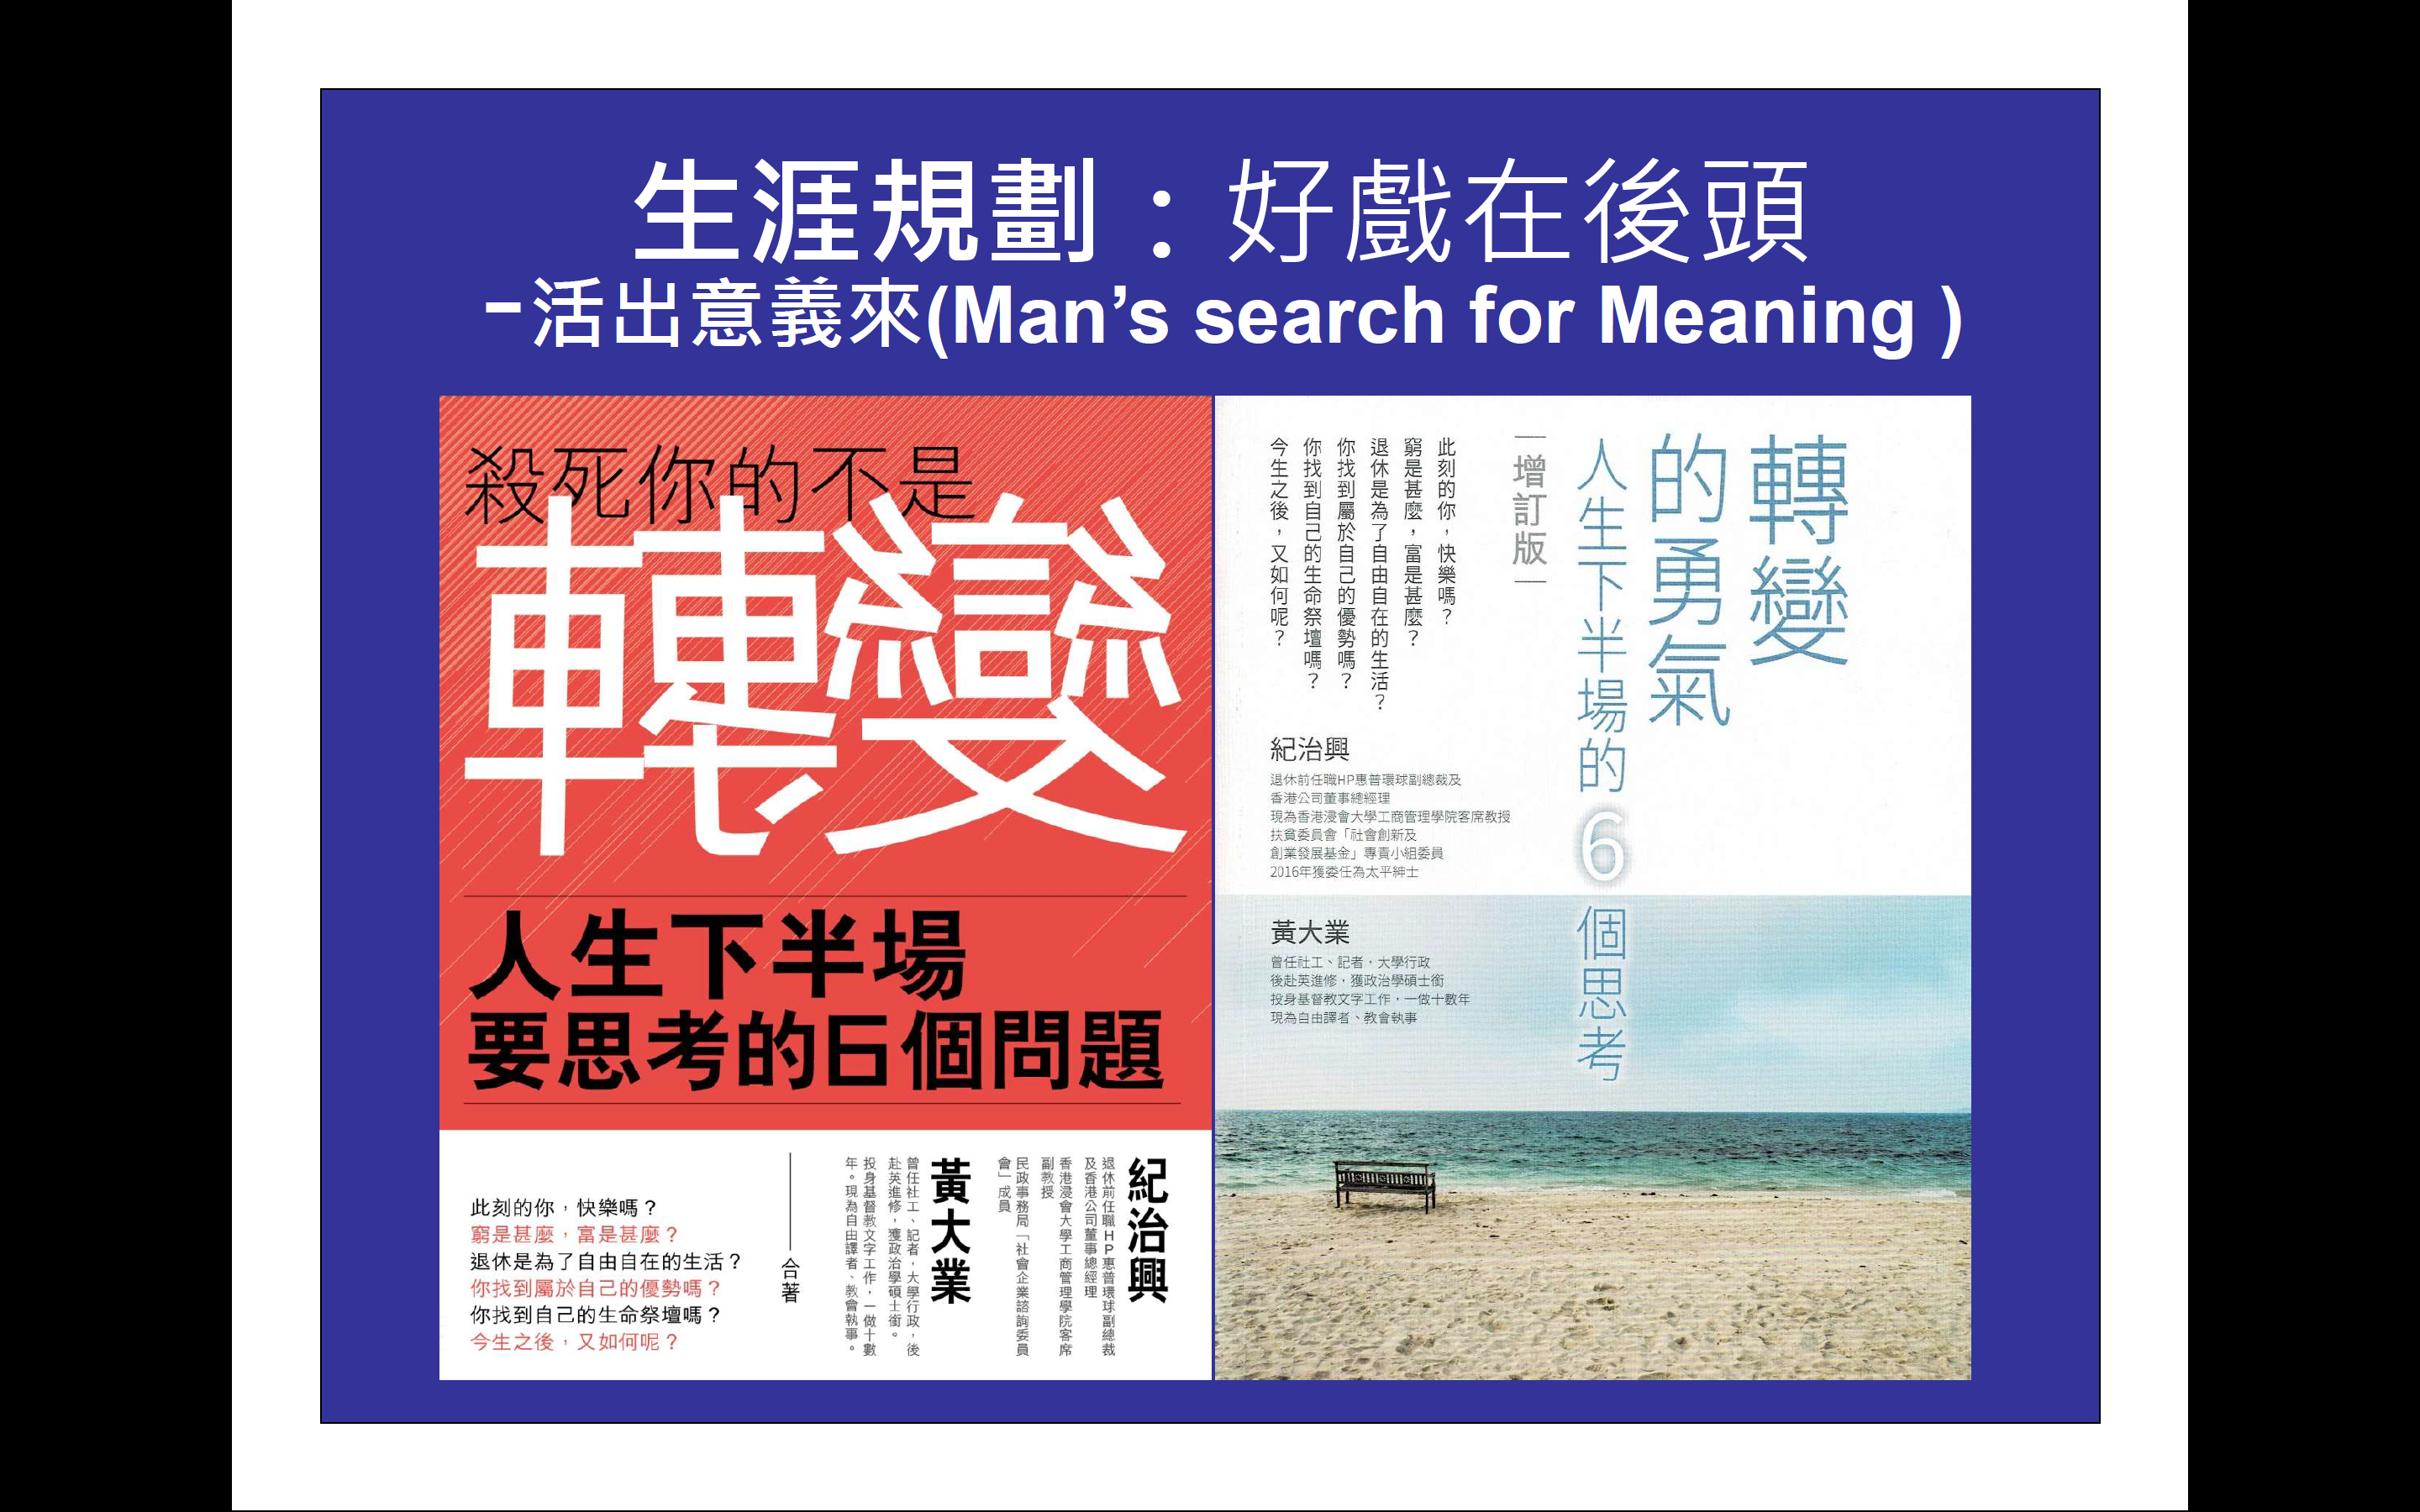 生涯規劃：好戲在後頭
-活出意義來(Man’s search for Meaning )
殺死你的不是
轉變
人生下半場
要思考的6個問題
此刻的你，快樂嗎？
窮是甚麼，富是甚麼？
退休是為了自由自在的生活？
你找到屬於自己的優勢嗎？
你找到自己的生命祭壇嗎？
今生之後，又如何呢？
紀治興
退休前任職HP惠普環球副總裁
及香港公司董事總經理
香港浸會大學工商管理學院客席
副教授
民政事務局「社會企業諮詢委員
會」成員
黃大業
曾任社工、記者，大學行政，後
赴英進修，獲政治學碩士銜。
投身基督教文字工作，一做十數
年。現為自由譯者、教會執事。
合著
轉變
的勇氣
人生下半場的6個思考
增訂版
此刻的你，快樂嗎？
窮是甚麼，富是甚麼？
退休是為了自由自在的生活？
你找到屬於自己的優勢嗎？
你找到自己的生命祭壇嗎？
今生之後，又如何呢？
紀治興
退休前任職HP惠普環球副總裁及
香港公司董事總經理
現為香港浸會大學工商管理學院客席教授
扶貧委員會「社會創新及
創業發展基金」專責小組委員
2016年獲委任為太平紳士
黃大業
曾任社工、記者，大學行政
後赴英進修，獲政治學碩士銜
投身基督教文字工作，一做十數年
現為自由譯者、教會執事